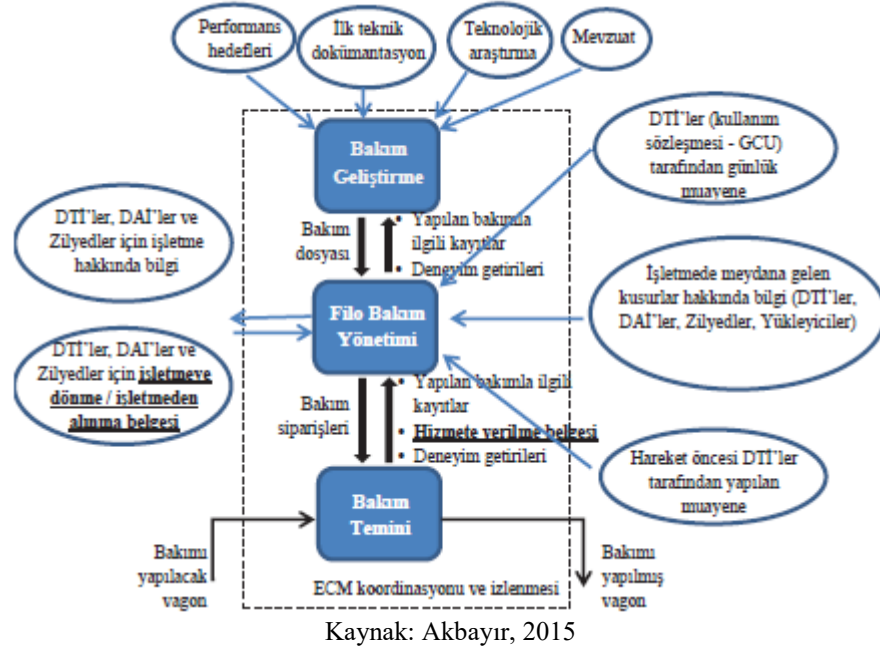 Performans
hedefleri
İlk teknik
dokümantasyon
Teknolojik
araştırma
Mevzuat
Bakım
Geliştirme
DTİ'ler (kullanım
sözleşmesi - GCU)
tarafından günlük
muayene
DTİ'ler, DAİ'ler ve
Zilyedler için işletme
hakkında bilgi
Bakım
dosyası
• Yapılan bakımla
ilgili kayıtlar
• Deneyim getirileri
Filo Bakım
Yönetimi
İşletmede meydana gelen
kusurlar hakkında bilgi (DTİ'ler,
DAİ'ler, Zilyedler, Yükleyiciler)
DTİ'ler, DAİ'ler ve
Zilyedler için işletmeye
dönme / işletmeden
alınma belgesi
Bakım
siparişleri
• Yapılan bakımla ilgili
kayıtlar
• Hizmete verilme belgesi
• Deneyim getirileri
Hareket öncesi DTİ'ler
tarafından yapılan
muayene
Bakım
Temini
Bakımı
yapılacak
vagon
Bakımı
yapılmış
vagon
ECM koordinasyonu ve izlenmesi
Kaynak: Akbayır, 2015